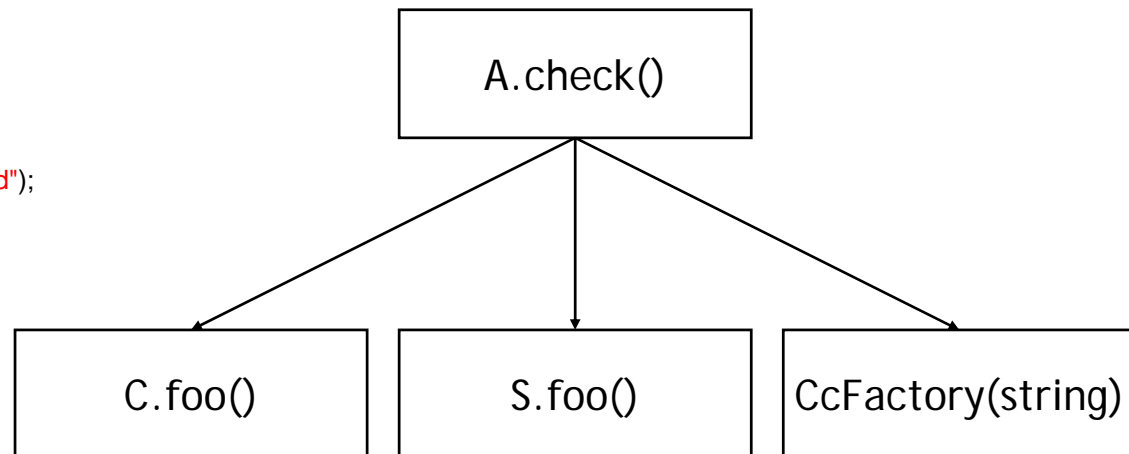 A.check()
d");
C.foo()
S.foo()
CcFactory(string)